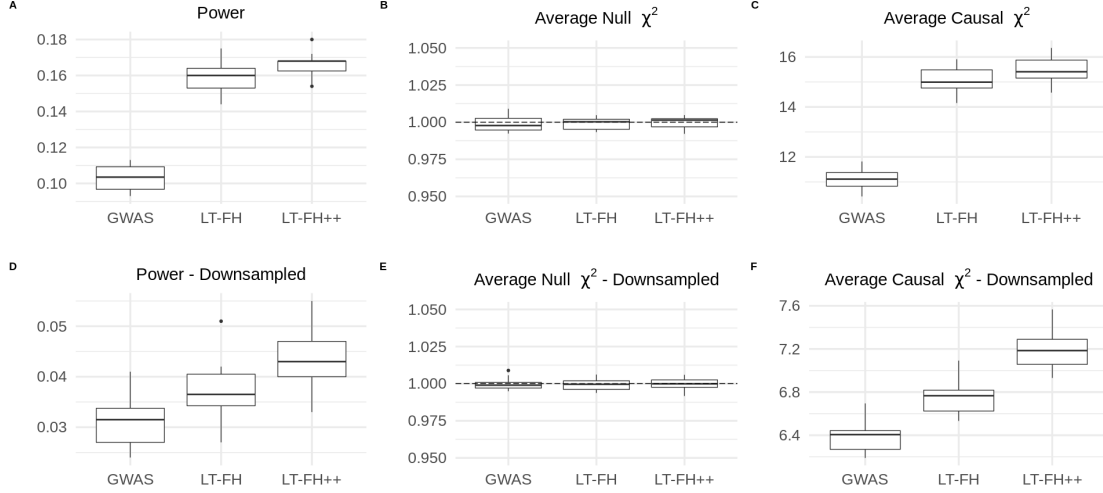 A
Power
0.18
0.16
0.14
0.12
0.10
GWAS LT-FH LT-FH++
B
Average Null χ²
1.050
1.025
1.000
0.975
0.950
GWAS LT-FH LT-FH++
C
Average Causal χ²
16
14
12
GWAS LT-FH LT-FH++
D
Power - Downsampled
0.05
0.04
0.03
GWAS LT-FH LT-FH++
E
Average Null χ² - Downsampled
1.050
1.025
1.000
0.975
0.950
GWAS LT-FH LT-FH++
F
Average Causal χ² - Downsampled
7.6
7.2
6.8
6.4
GWAS LT-FH LT-FH++